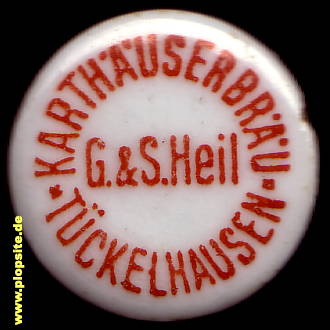 KARTHÄUSERBRÄU
G. & S. Heil
* TÜCKELHAUSEN *
www.plopsite.de